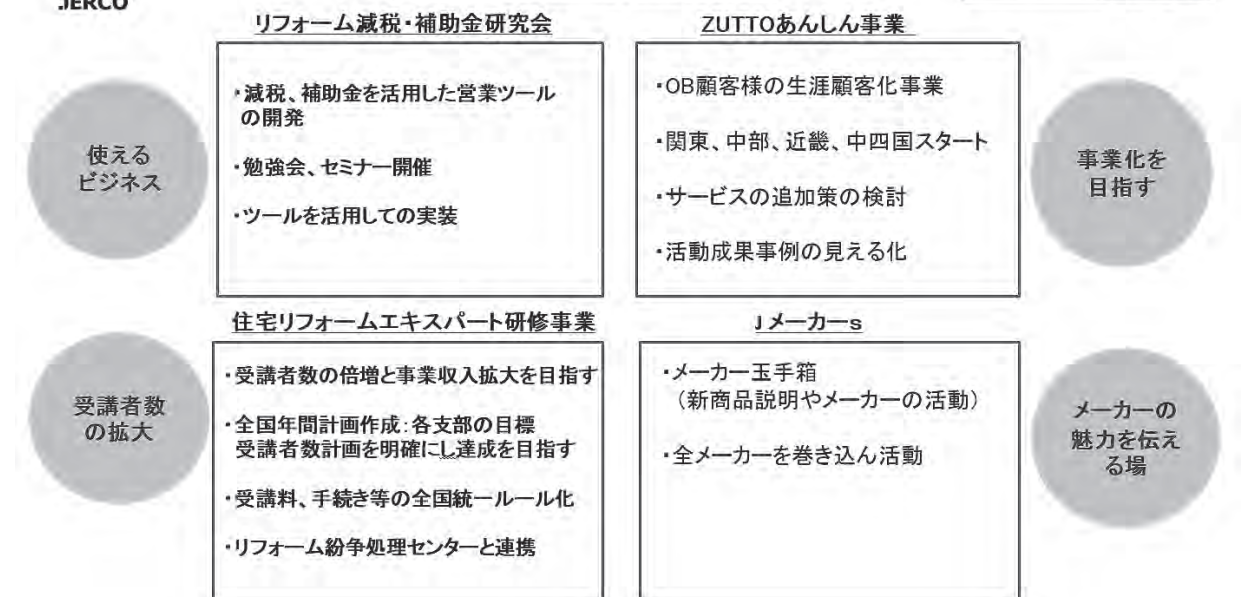 JERCO
リフォーム減税・補助金研究会
使える
ビジネス
・減税、補助金を活用した営業ツール
の開発
・勉強会、セミナー開催
・ツールを活用しての実装
ZUTTOあんしん事業
・OB顧客様の生涯顧客化事業
・関東、中部、近畿、中四国スタート
・サービスの追加策の検討
・活動成果事例の見える化
事業化を
目指す
住宅リフォームエキスパート研修事業
受講者数
の拡大
・受講者数の倍増と事業収入拡大を目指す
・全国年間計画作成：各支部の目標
受講者数計画を明確にし達成を目指す
・受講料、手続き等の全国統一ルール化
・リフォーム紛争処理センターと連携
Jメーカーs
・メーカー玉手箱
（新商品説明やメーカーの活動）
・全メーカーを巻き込ん活動
メーカーの
魅力を伝え
る場